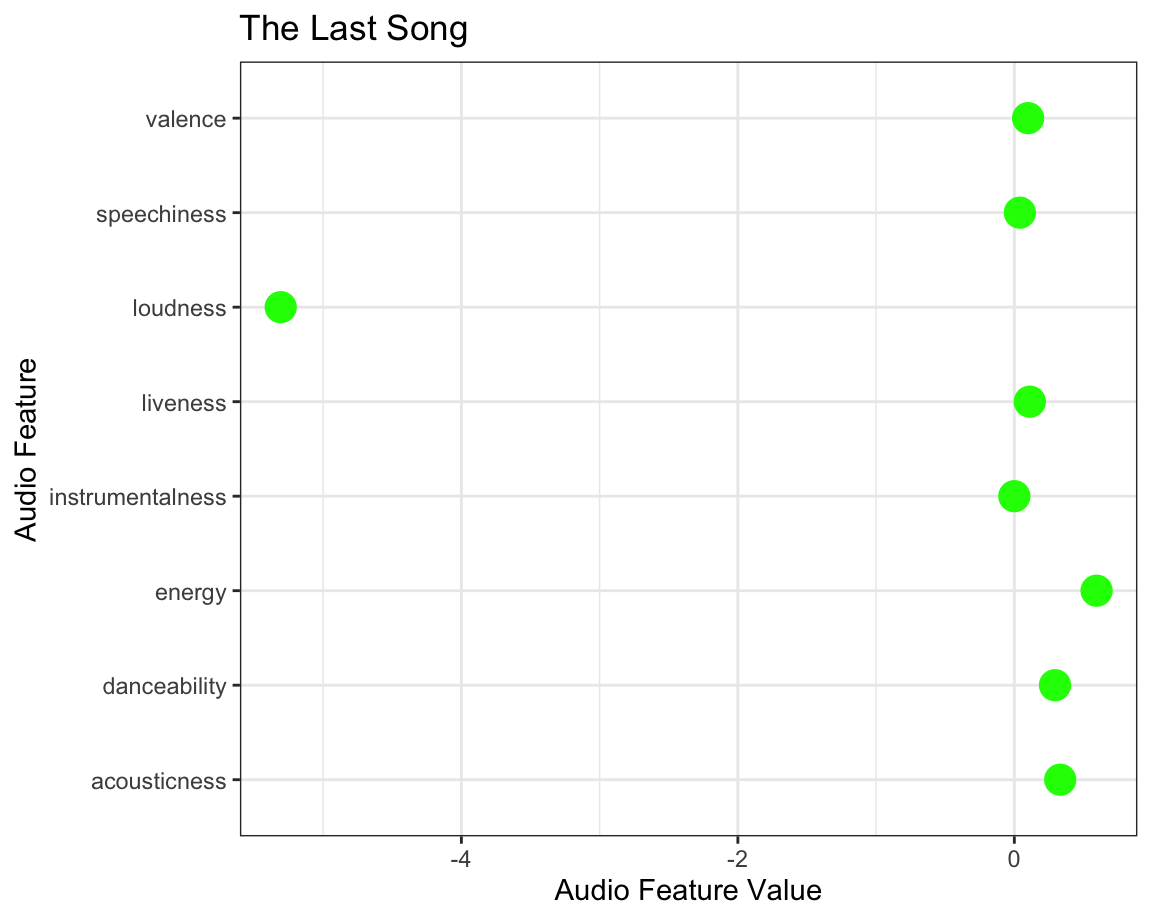 The Last Song
valence
speechiness
loudness
liveness
instrumentalness
energy
danceability
acousticness
Audio Feature
-4 -2 0
Audio Feature Value